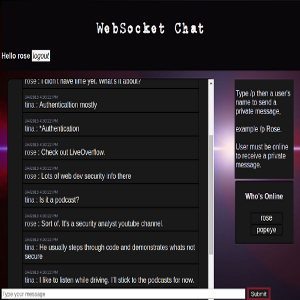 WebSocket Chat
Hello rose logout
rose : I didn't have time yet. What's it about?
tina : Authenticaltion mostly
tina : *Authentication
rose : Check out LiveOverflow.
rose : Lots of web dev security info there
tina : Is it a podcast?
rose : Sort of. It's a security analyst youtube channel.
tina : He usually steps through code and demonstrates whats not
secure
tina : I like to listen while driving. I'll stick to the podcasts for now.
Type your message
Submit
Type /p then a user's
name to send a
private message,
example /p Rose.
User must be online
to receive a private
message.
Who's Online
rose
popeye